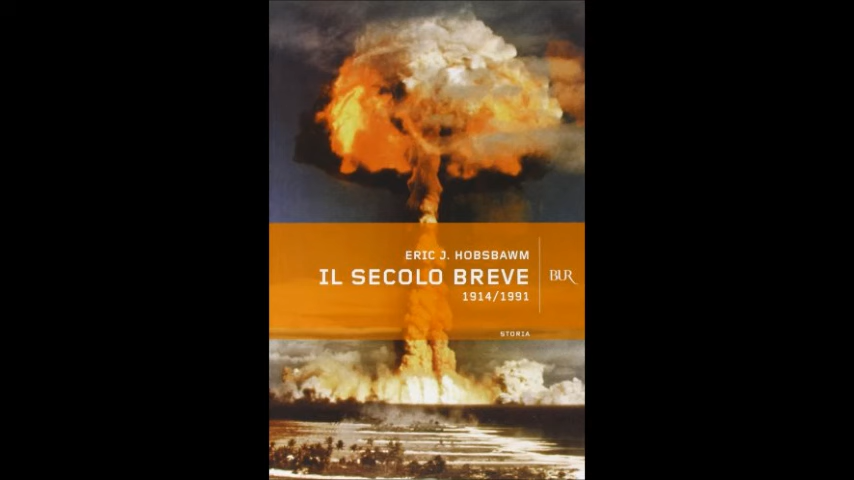 ERIC J. HOBSBAWM
IL SECOLO BREVE
1914/1991
BUR
STORIA